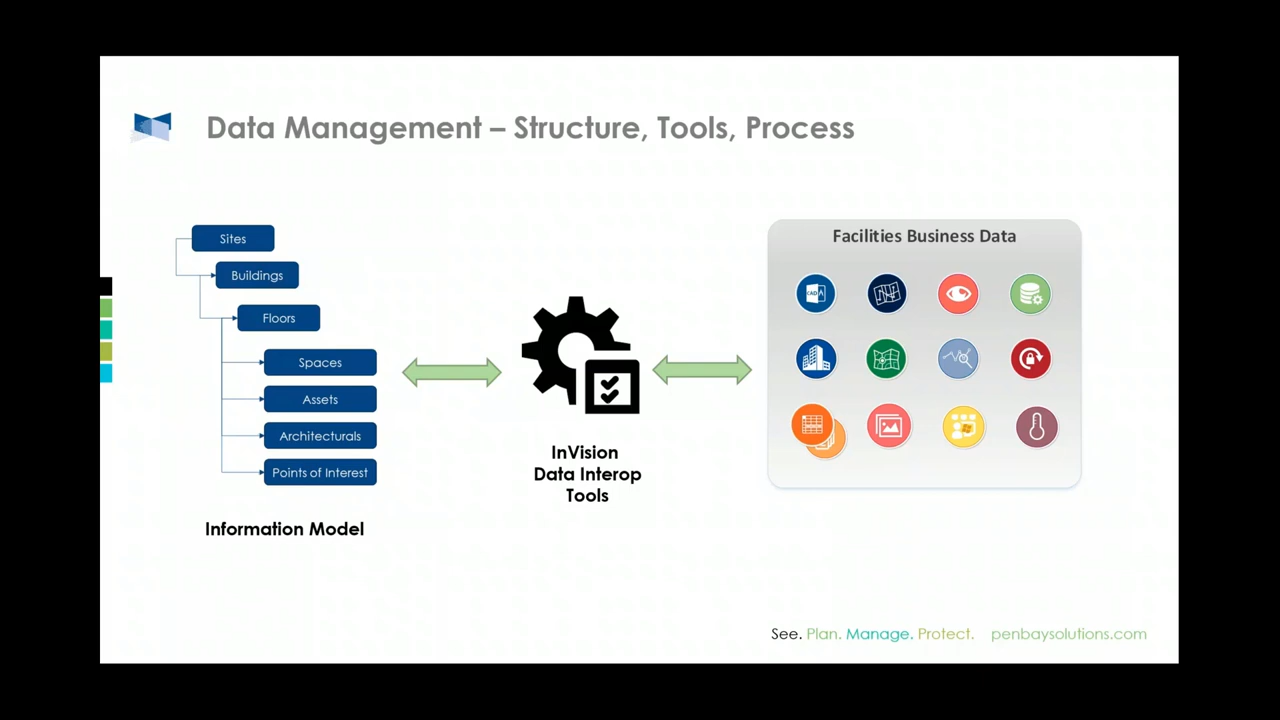 Data Management – Structure, Tools, Process
Sites
Buildings
Floors
Spaces
Assets
Architecturals
Points of Interest
Information Model
InVision
Data Interop
Tools
Facilities Business Data
CAD
See. Plan. Manage. Protect. penbaysolutions.com